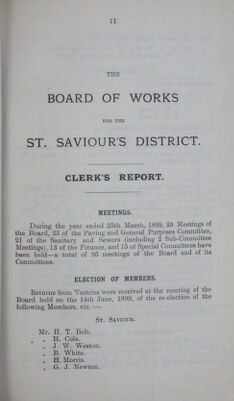 11
THE
BOARD OF WORKS
FOR THE
ST. SAVIOUR'S DISTRICT.
CLERK'S REPORT.
MEETINGS.
During the year ended 25th March, 1899, 23 Meetings of
the Board, 23 of the Paving and General Purposes Committee,
21 of the Sanitary and Sewers (including 2 Sub-Committee
Meetings), 13 of the Finance, and 15 of Special Committees have
been held—a total of 95 meetings of the Board and of its
Committees.
ELECTION OF MEMBERS.
Returns from Vestries were received at the meeting of the
Board held on the 14th June, 1899, of the re-election of the
following Members, viz. :—
ST. SAVIOUR.
Mr. H. T. Bolt.
„ H. Cole.
„ J. W. Weston.
„ B. White.
„ H. Morris.
„ G. J. Newton.